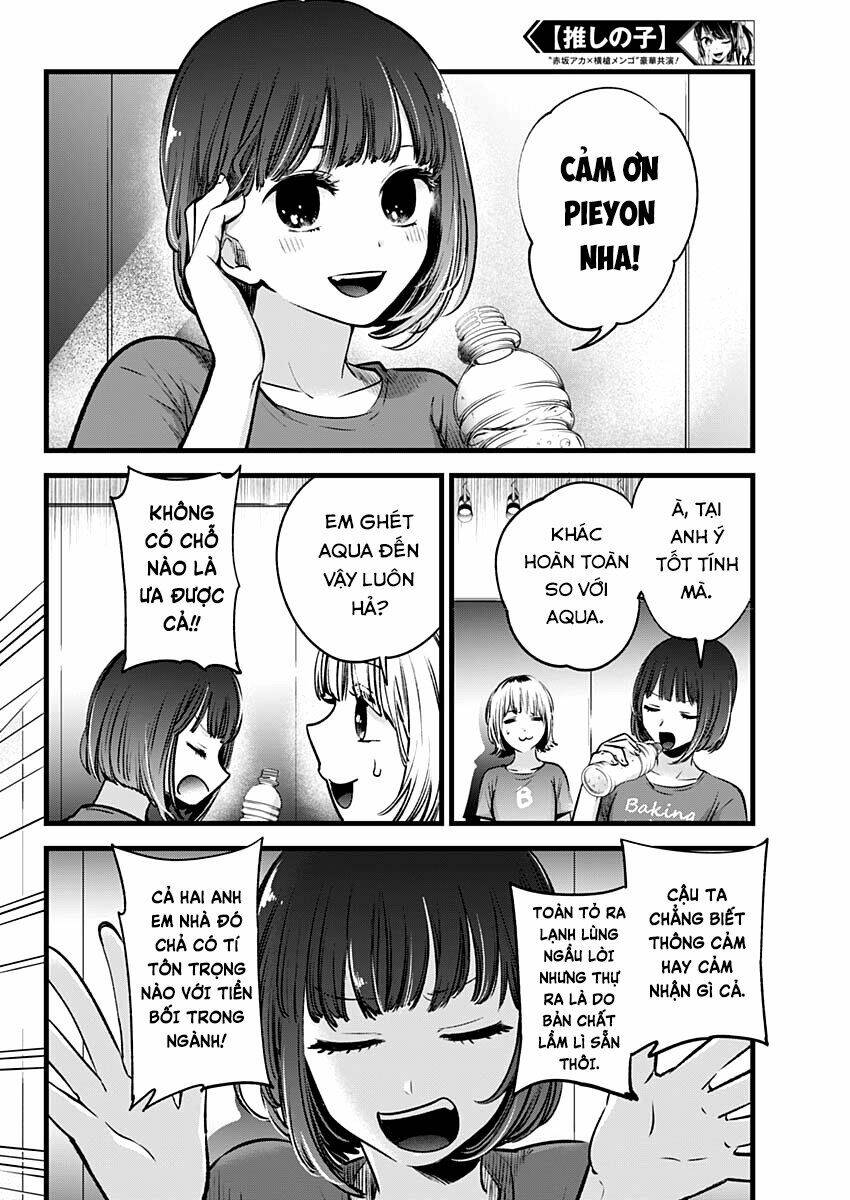 【推しの子】
"赤坂アカ×横槍メンゴ"豪華共演！
CẢM ƠN
PIEYON
NHA!
À, TẠI
ANH Ý
TỐT TÍNH
MÀ.
KHÁC
HOÀN TOÀN
SO VỚI
AQUA.
B
Baking
EM GHÉT
AQUA ĐẾN
VẬY LUÔN
HẢ?
KHÔNG
CÓ CHỖ
NÀO LÀ
ƯA ĐƯỢC
CẢ!!
CẬU TA
CHẲNG BIẾT
THÔNG CẢM
HAY CẢM
NHẬN GÌ CẢ.
TOÀN TỎ RA
LẠNH LÙNG
NGẦU LÒI
NHƯNG THỰ
RA LÀ DO
BẢN CHẤT
LẦM LÌ SẴN
THÔI.
CẢ HAI ANH
EM NHÀ ĐÓ
CHẢ CÓ TÍ
TÔN TRỌNG
NÀO VỚI TIỀN
BỐI TRONG
NGÀNH!